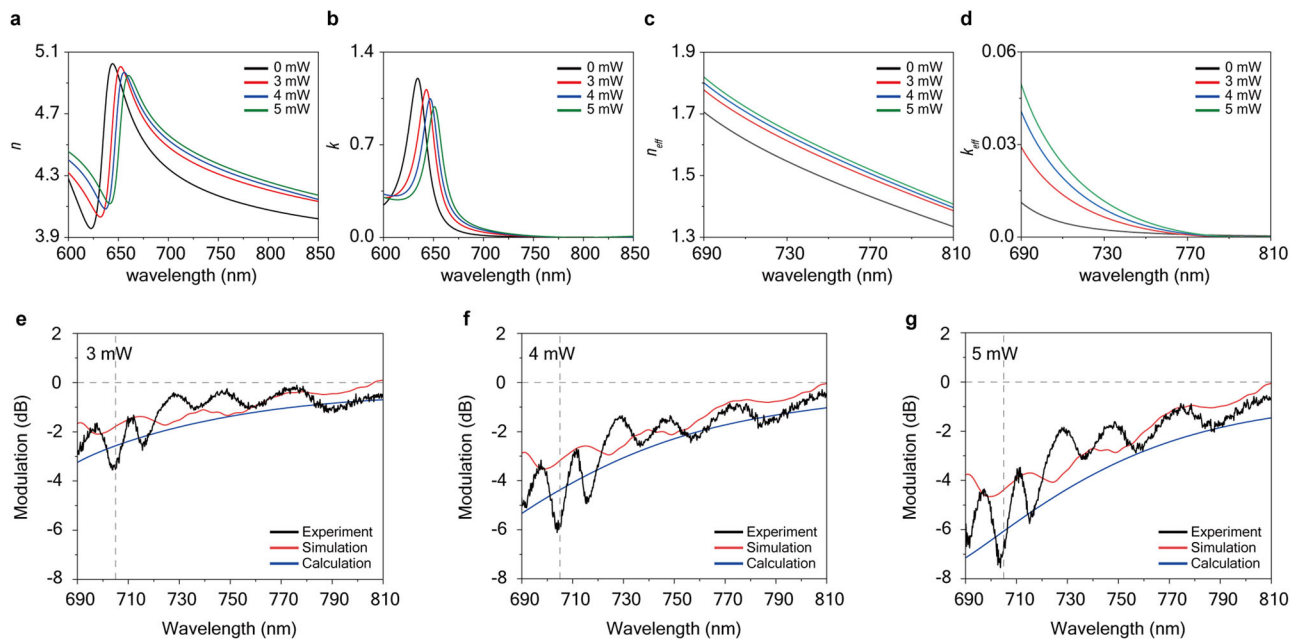 a
5.1
4.7
4.3
3.9
n
600 650 700 750 800 850
wavelength (nm)
0 mW
3 mW
4 mW
5 mW
b
1.4
0.7
0.0
k
600 650 700 750 800 850
wavelength (nm)
0 mW
3 mW
4 mW
5 mW
c
1.9
1.7
1.5
1.3
neff
690 730 770 810
wavelength (nm)
0 mW
3 mW
4 mW
5 mW
d
0.06
0.03
0.0
keff
690 730 770 810
wavelength (nm)
0 mW
3 mW
4 mW
5 mW
e
3 mW
2
0
-2
-4
-6
-8
Modulation (dB)
Experiment
Simulation
Calculation
690 710 730 750 770 790 810
Wavelength (nm)
f
4 mW
2
0
-2
-4
-6
-8
Modulation (dB)
Experiment
Simulation
Calculation
690 710 730 750 770 790 810
Wavelength (nm)
g
5 mW
2
0
-2
-4
-6
-8
Modulation (dB)
Experiment
Simulation
Calculation
690 710 730 750 770 790 810
Wavelength (nm)